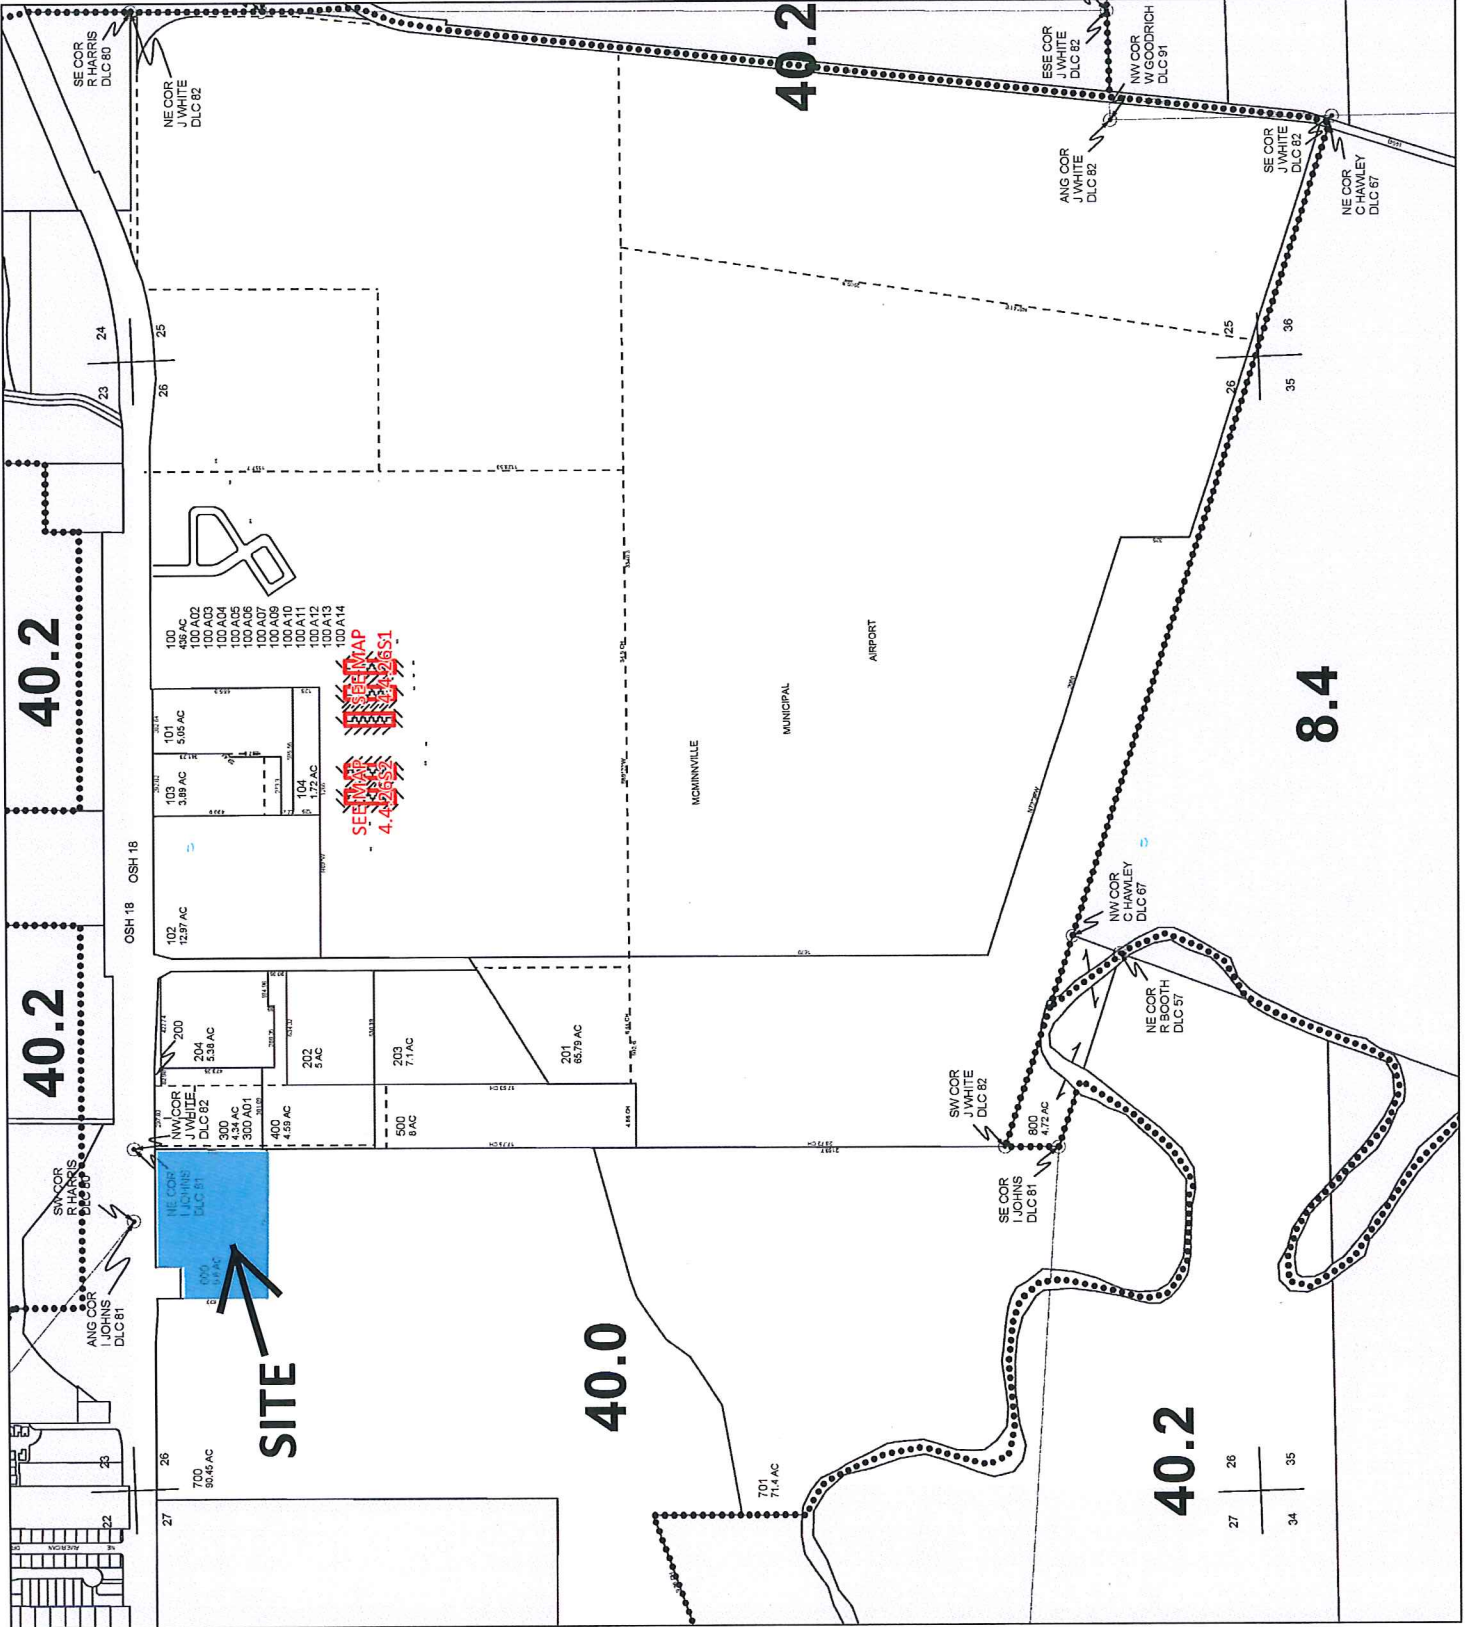 SE COR
R HARRIS
DLC 80
NE COR
J WHITE
DLC 82
40.2
ESE COR
J WHITE
DLC 82
NW COR
W GOODRICH
DLC 91
ANG COR
J WHITE
DLC 82
SE COR
J WHITE
DLC 82
NE COR
C HAWLEY
DLC 67
24
25
23
26
25
36
26
35
40.2
100
436 AC
100 A02
100 A03
100 A04
100 A05
100 A06
100 A07
100 A09
100 A10
100 A11
100 A12
100 A13
100 A14
SEE MAP
4.4.26S1
SEE MAP
4.4.26S2
101
5.05 AC
103
3.89 AC
104
1.72 AC
102
12.97 AC
OSH 18
OSH 18
MCMINNVILLE
MUNICIPAL
AIRPORT
8.4
40.2
200
204
5.38 AC
202
5 AC
203
7.1 AC
201
65.79 AC
NW COR
J WHITE
DLC 82
300
4.34 AC
300 A01
400
4.59 AC
500
8 AC
NW COR
C HAWLEY
DLC 67
NE COR
R BOOTH
DLC 57
SW COR
J WHITE
DLC 82
800
4.72 AC
SE COR
I JOHNS
DLC 81
SW COR
R HARRIS
DLC 80
ANG COR
I JOHNS
DLC 81
NE COR
I JOHNS
DLC 81
600
SITE
40.0
700
90.45 AC
701
71.4 AC
23
26
22
27
40.2
26
35
27
34
NE
AMERICAN
DR